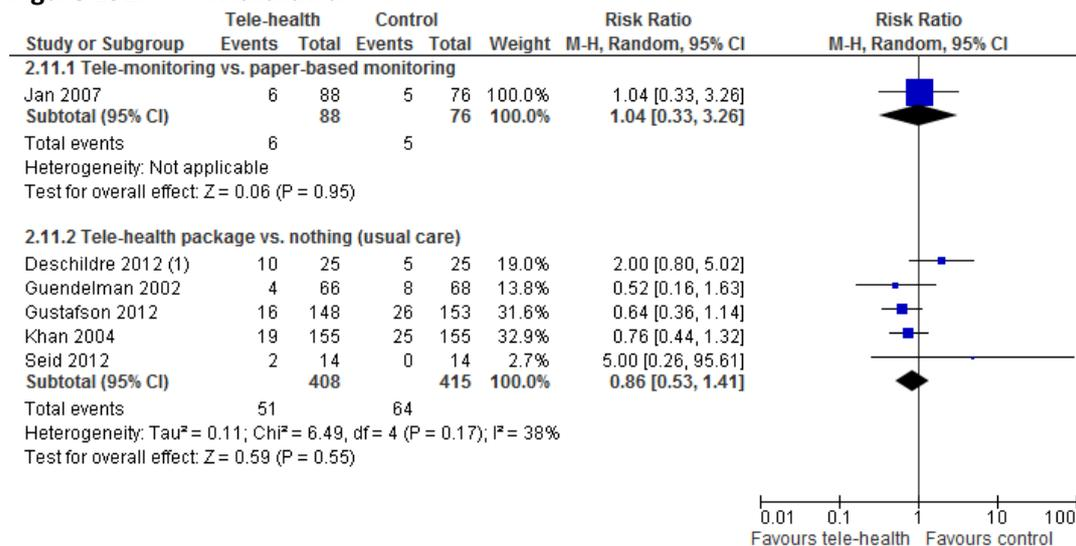 Tele-health Control Risk Ratio Risk Ratio
Study or Subgroup Events Total Events Total Weight M-H, Random, 95% CI M-H, Random, 95% CI
2.11.1 Tele-monitoring vs. paper-based monitoring
Jan 2007 6 88 5 76 100.0% 1.04 [0.33, 3.26]
Subtotal (95% CI) 88 76 100.0% 1.04 [0.33, 3.26]
Total events 6 5
Heterogeneity: Not applicable
Test for overall effect: Z = 0.06 (P = 0.95)
2.11.2 Tele-health package vs. nothing (usual care)
Deschildre 2012 (1) 10 25 5 25 19.0% 2.00 [0.80, 5.02]
Guendelman 2002 4 66 8 68 13.8% 0.52 [0.16, 1.63]
Gustafson 2012 16 148 26 153 31.6% 0.64 [0.36, 1.14]
Khan 2004 19 155 25 155 32.9% 0.76 [0.44, 1.32]
Seid 2012 2 14 0 14 2.7% 5.00 [0.26, 95.61]
Subtotal (95% CI) 408 415 100.0% 0.86 [0.53, 1.41]
Total events 51 64
Heterogeneity: Tau² = 0.11; Chi² = 6.49, df = 4 (P = 0.17); I² = 38%
Test for overall effect: Z = 0.59 (P = 0.55)
0.01 0.1 1 10 100
Favours tele-health Favours control